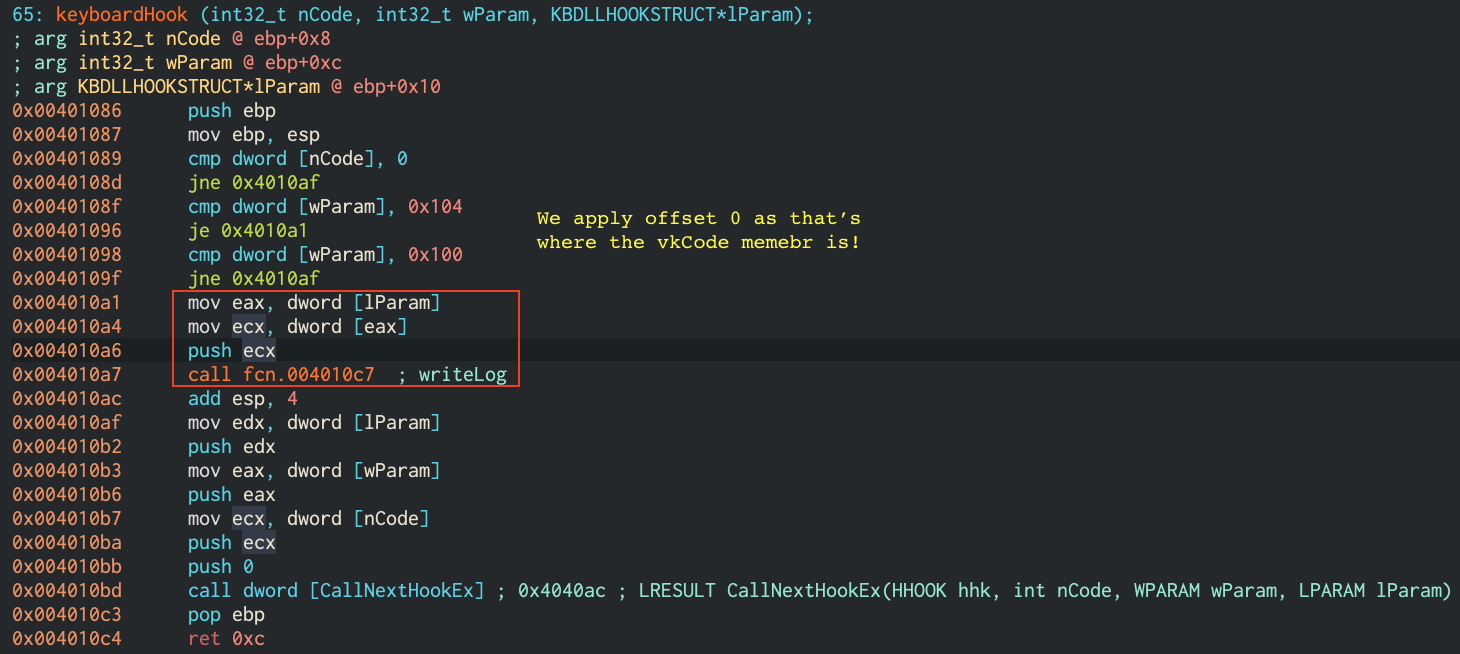 65: keyboardHook (int32_t nCode, int32_t wParam, KBDLLHOOKSTRUCT*lParam);
; arg int32_t nCode @ ebp+0x8
; arg int32_t wParam @ ebp+0xc
; arg KBDLLHOOKSTRUCT*lParam @ ebp+0x10
0x00401086 push ebp
0x00401087 mov ebp, esp
0x00401089 cmp dword [nCode], 0
0x0040108d jne 0x4010af
0x0040108f cmp dword [wParam], 0x104
0x00401096 je 0x4010a1
0x00401098 cmp dword [wParam], 0x100
0x0040109f jne 0x4010af
We apply offset 0 as that’s
where the vkCode memebr is!
0x004010a1 mov eax, dword [lParam]
0x004010a4 mov ecx, dword [eax]
0x004010a6 push ecx
0x004010a7 call fcn.004010c7 ; writeLog
0x004010ac add esp, 4
0x004010af mov edx, dword [lParam]
0x004010b2 push edx
0x004010b3 mov eax, dword [wParam]
0x004010b6 push eax
0x004010b7 mov ecx, dword [nCode]
0x004010ba push ecx
0x004010bb push 0
0x004010bd call dword [CallNextHookEx] ; 0x4040ac ; LRESULT CallNextHookEx(HHOOK hhk, int nCode, WPARAM wParam, LPARAM lParam)
0x004010c3 pop ebp
0x004010c4 ret 0xc